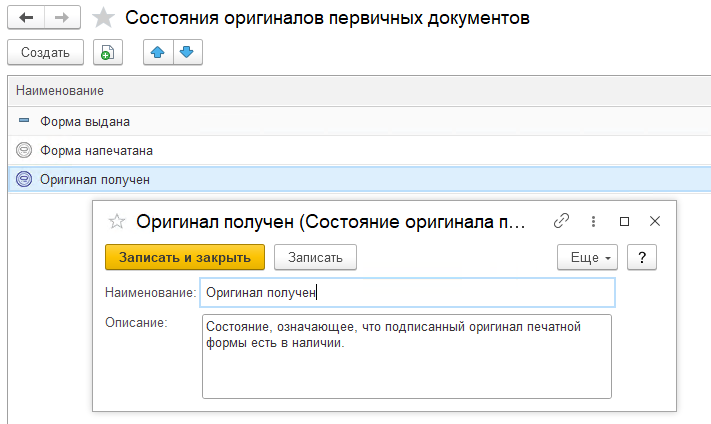 Состояния оригиналов первичных документов
Создать
Наименование
Форма выдана
Форма напечатана
Оригинал получен
Оригинал получен (Состояние оригинала п...
Записать и закрыть
Записать
Еще
?
Наименование:
Оригинал получен
Описание:
Состояние, означающее, что подписанный оригинал печатной
формы есть в наличии.